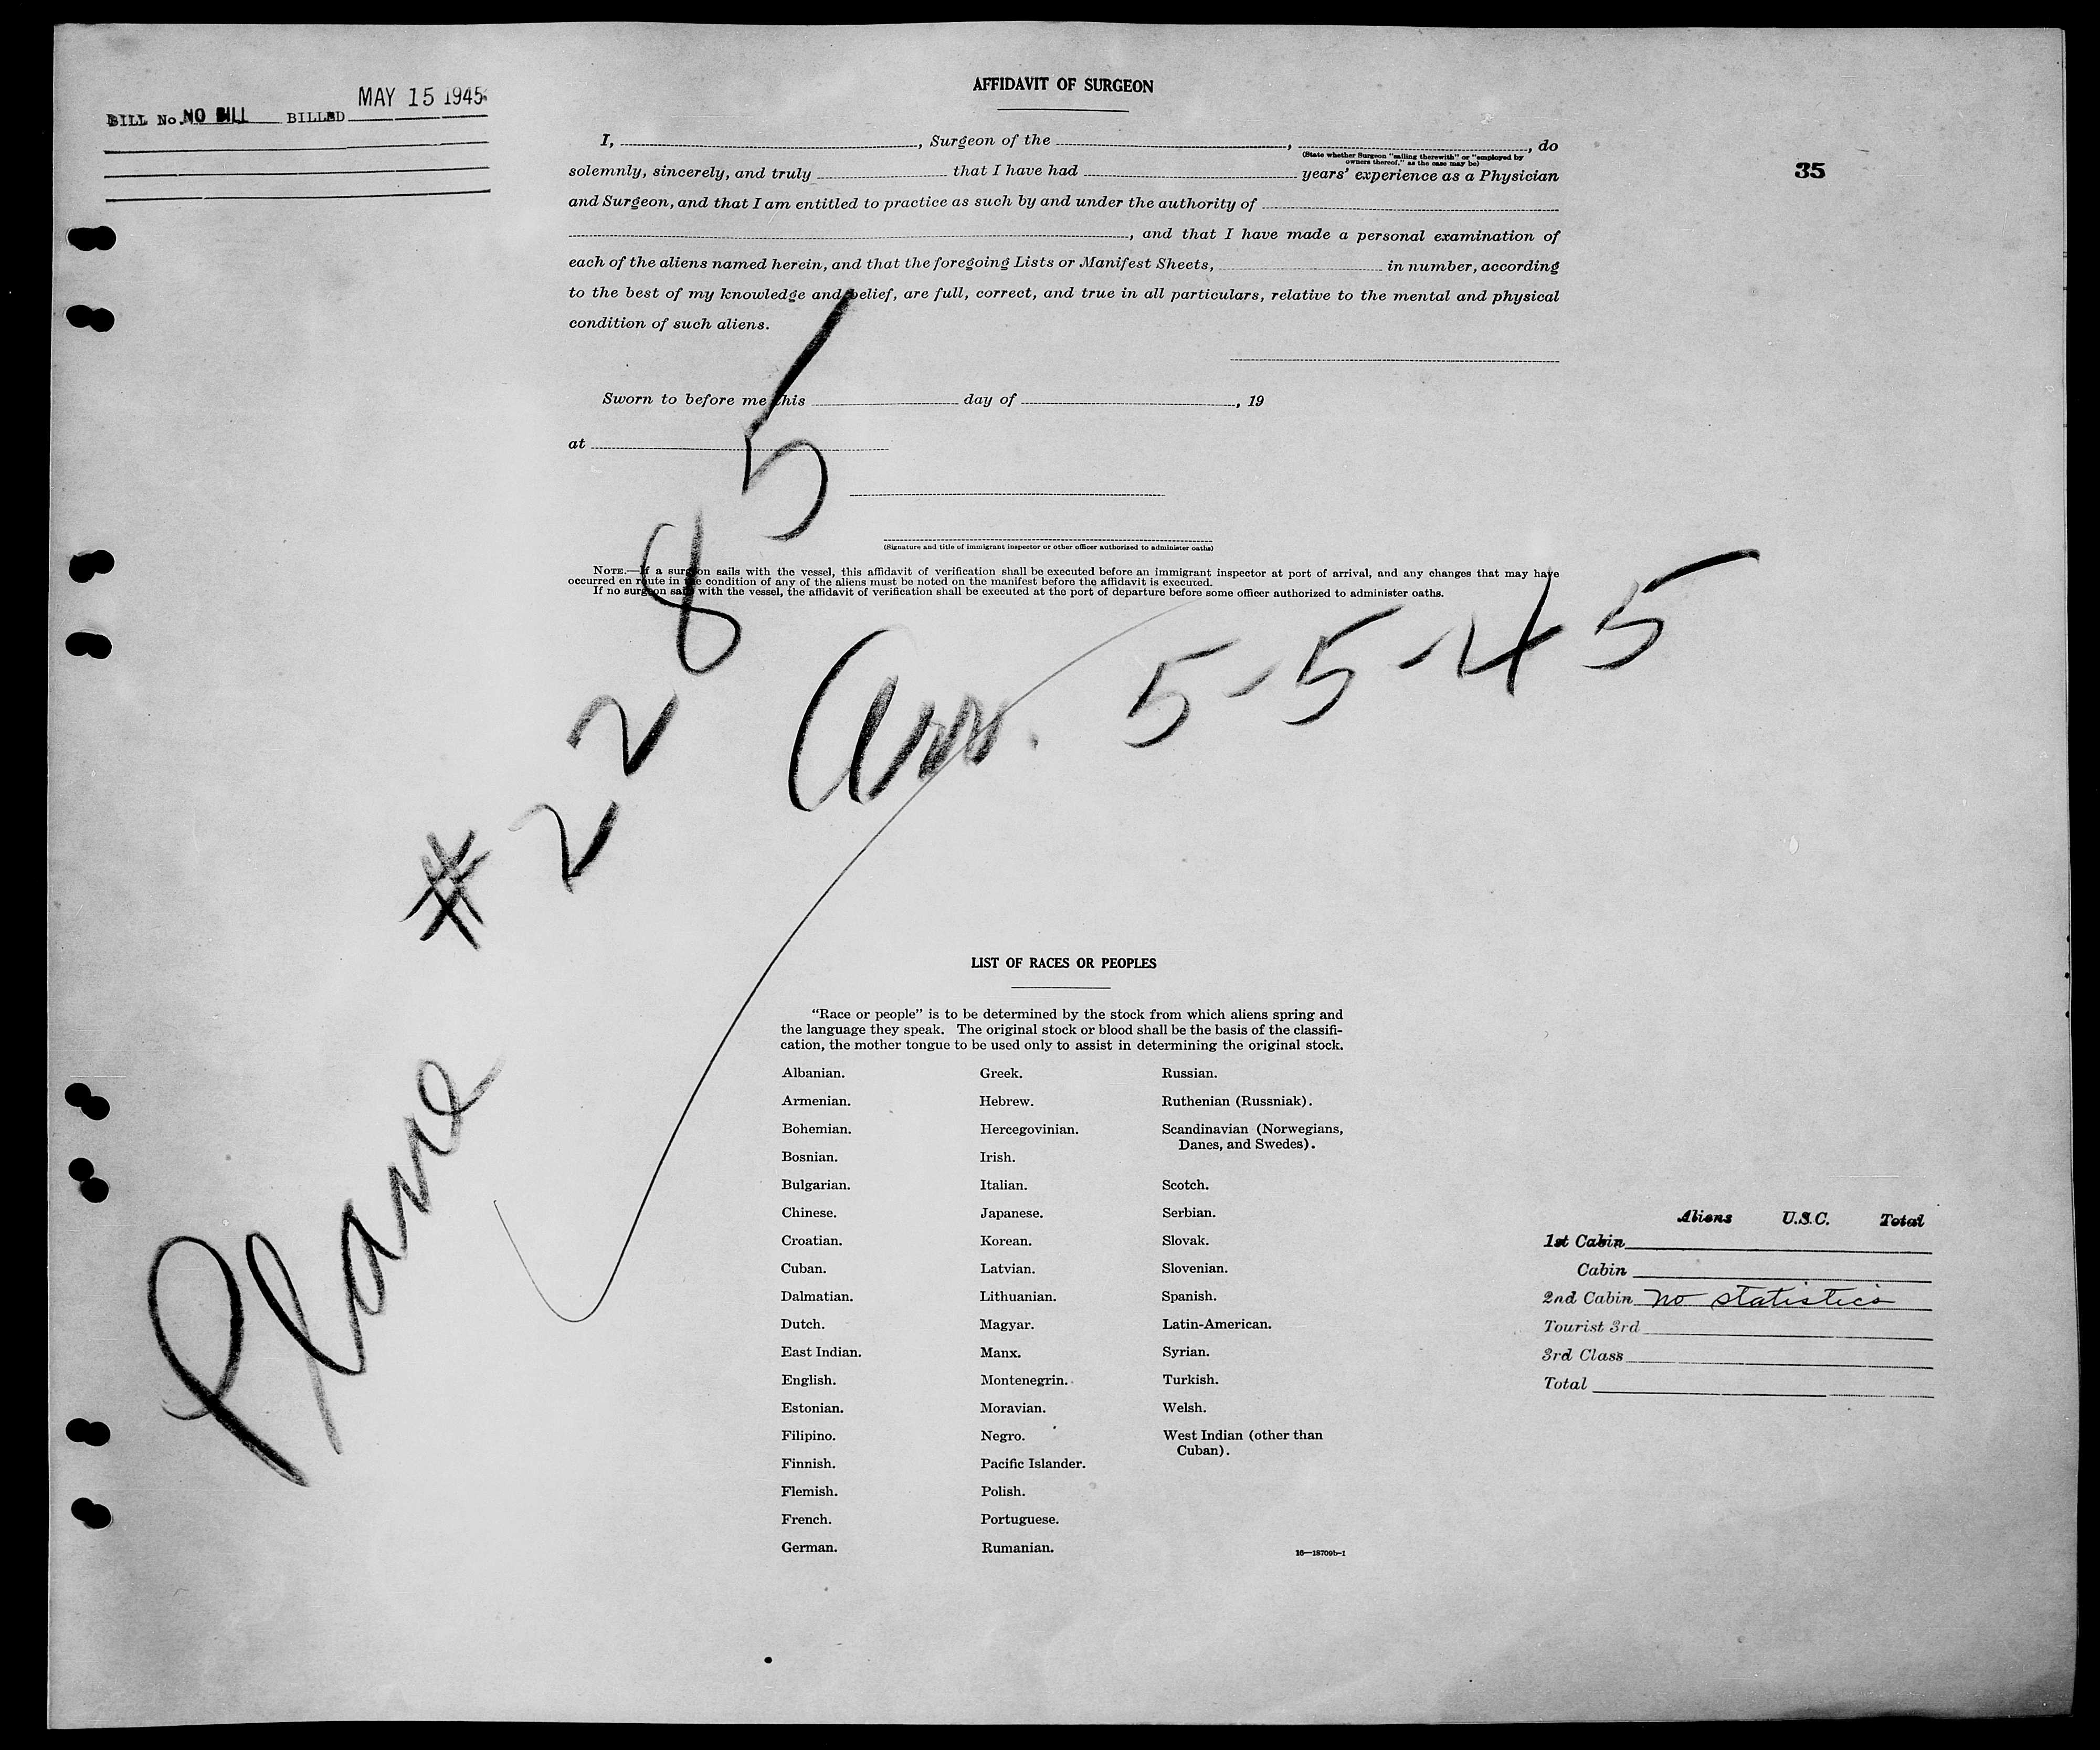 MAY 15 1945
BILL No. NO BILL BILLED
AFFIDAVIT OF SURGEON
I, , Surgeon of the , , do
(State whether Surgeon "sailing therewith" or "employed by
owners thereof," as the case may be)
35
solemnly, sincerely, and truly that I have had years' experience as a Physician
and Surgeon, and that I am entitled to practice as such by and under the authority of
, and that I have made a personal examination of
each of the aliens named herein, and that the foregoing Lists or Manifest Sheets, in number, according
to the best of my knowledge and belief, are full, correct, and true in all particulars, relative to the mental and physical
condition of such aliens.
Sworn to before me this day of , 19
at
(Signature and title of immigrant inspector or other officer authorized to administer oaths)
NOTE.—If a surgeon sails with the vessel, this affidavit of verification shall be executed before an immigrant inspector at port of arrival, and any changes that may have
occurred en route in the condition of any of the aliens must be noted on the manifest before the affidavit is executed.
If no surgeon sails with the vessel, the affidavit of verification shall be executed at the port of departure before some officer authorized to administer oaths.
Plane # 2285
Arr. 5-5-45
LIST OF RACES OR PEOPLES
"Race or people" is to be determined by the stock from which aliens spring and
the language they speak. The original stock or blood shall be the basis of the classifi-
cation, the mother tongue to be used only to assist in determining the original stock.
Albanian.
Armenian.
Bohemian.
Bosnian.
Bulgarian.
Chinese.
Croatian.
Cuban.
Dalmatian.
Dutch.
East Indian.
English.
Estonian.
Filipino.
Finnish.
Flemish.
French.
German.
Greek.
Hebrew.
Hercegovinian.
Irish.
Italian.
Japanese.
Korean.
Latvian.
Lithuanian.
Magyar.
Manx.
Montenegrin.
Moravian.
Negro.
Pacific Islander.
Polish.
Portuguese.
Rumanian.
Russian.
Ruthenian (Russniak).
Scandinavian (Norwegians,
Danes, and Swedes).
Scotch.
Serbian.
Slovak.
Slovenian.
Spanish.
Latin-American.
Syrian.
Turkish.
Welsh.
West Indian (other than
Cuban).
16—18709b-1
Aliens U.S.C. Total
1st Cabin
Cabin
2nd Cabin no statistics
Tourist 3rd
3rd Class
Total